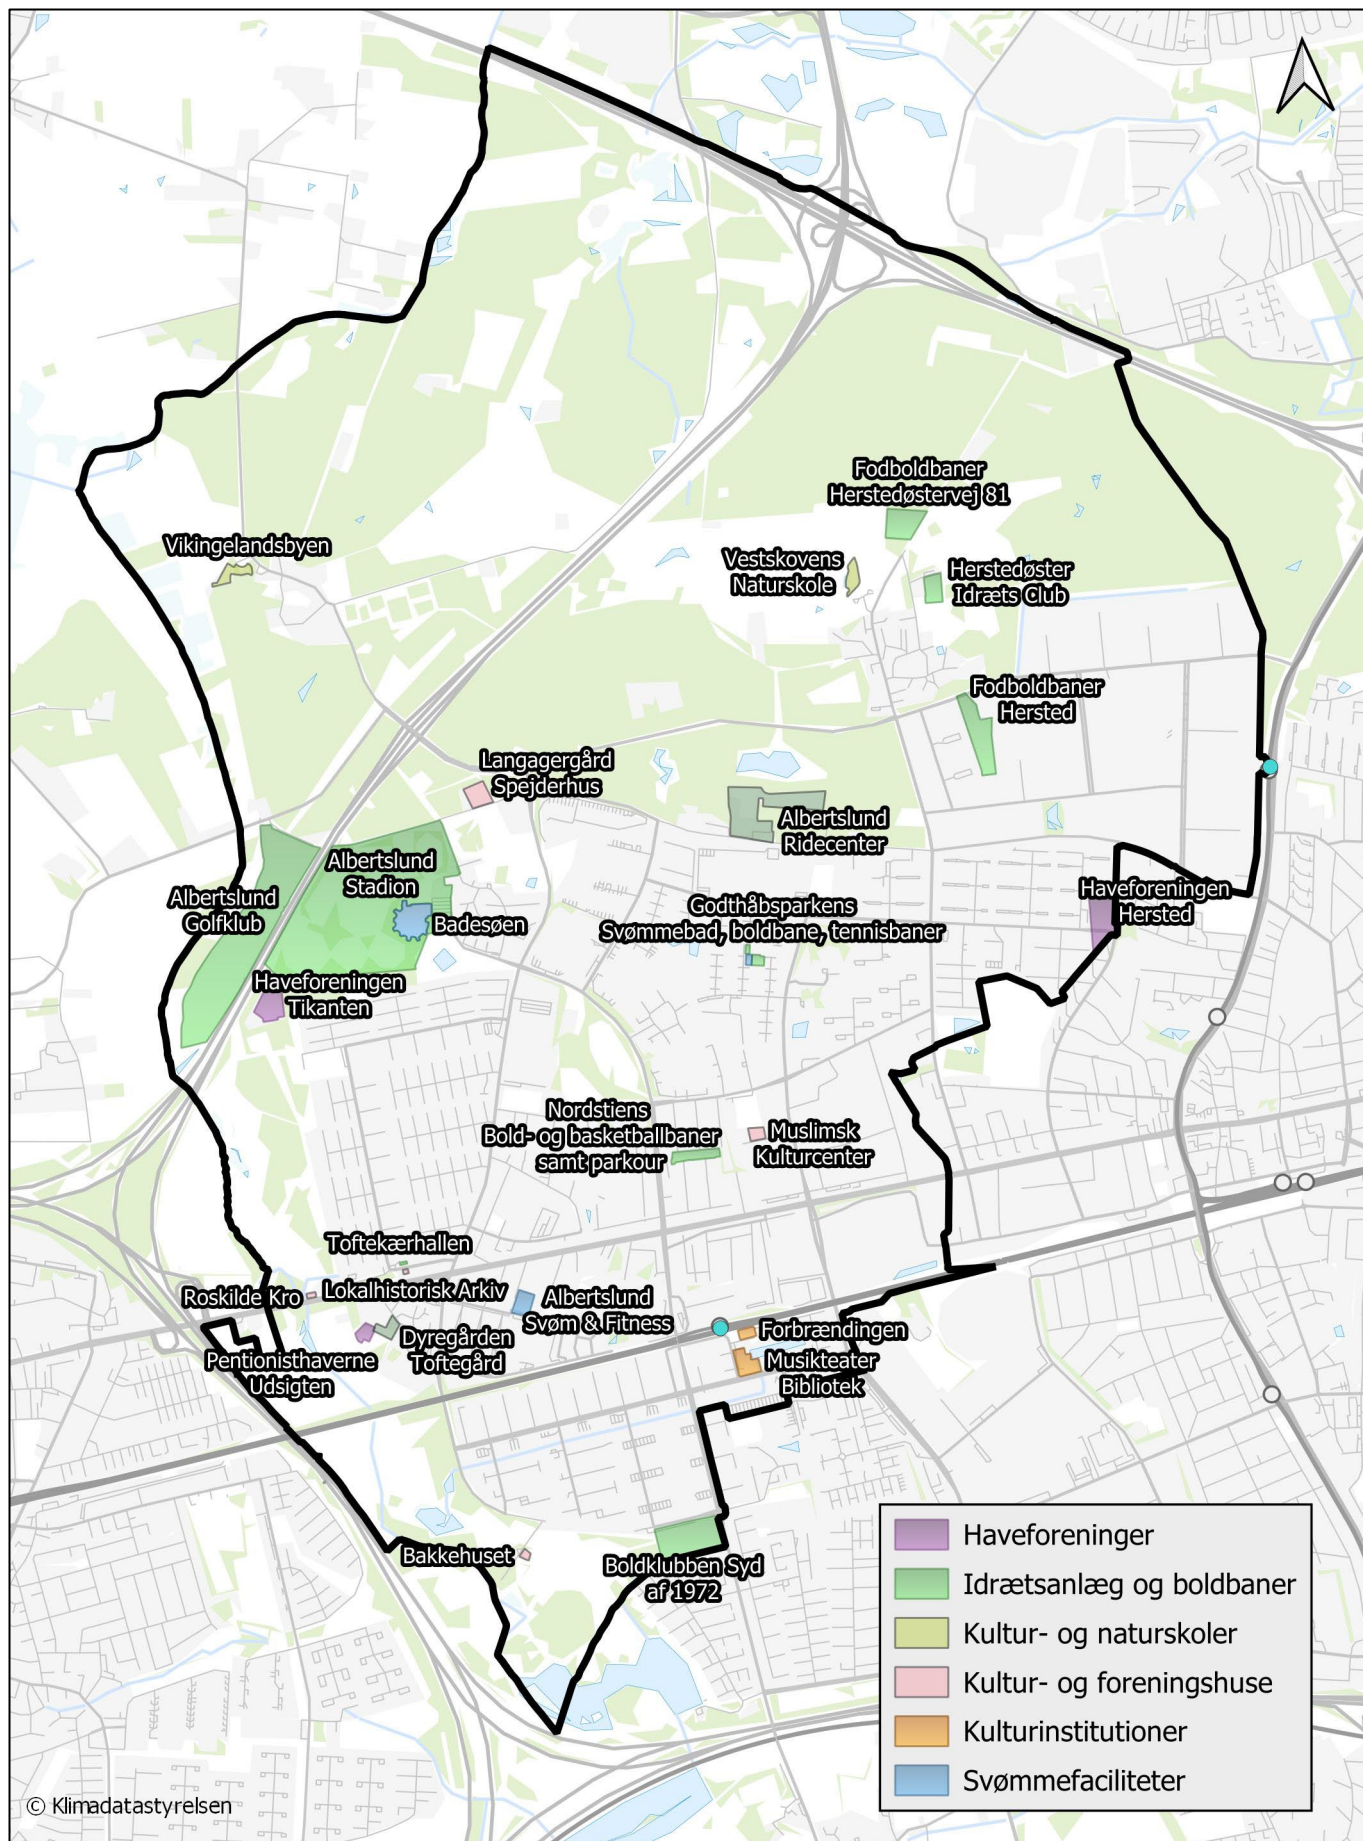 Fodboldbaner
Herstedøstervej 81
Vikingelandsbyen
Vestskovens
Naturskole
Herstedøster
Idræts Club
Fodboldbaner
Hersted
Langagergård
Spejderhus
Albertslund
Ridecenter
Albertslund
Stadion
Albertslund
Golfklub
Badesøen
Godthåbsparkens
Svømmebad, boldbane, tennisbaner
Haveforeningen
Hersted
Haveforeningen
Tikanten
Nordstiens
Bold- og basketballbaner
samt parkour
Muslimsk
Kulturcenter
Toftekærhallen
Roskilde Kro
Lokalhistorisk Arkiv
Albertslund
Svøm & Fitness
Dyregården
Toftegård
Pentionisthaverne
Udsigten
Forbrændingen
Musikteater
Bibliotek
Bakkehuset
Boldklubben Syd
af 1972
Haveforeninger
Idrætsanlæg og boldbaner
Kultur- og naturskoler
Kultur- og foreningshuse
Kulturinstitutioner
Svømmefaciliteter
© Klimadatastyrelsen